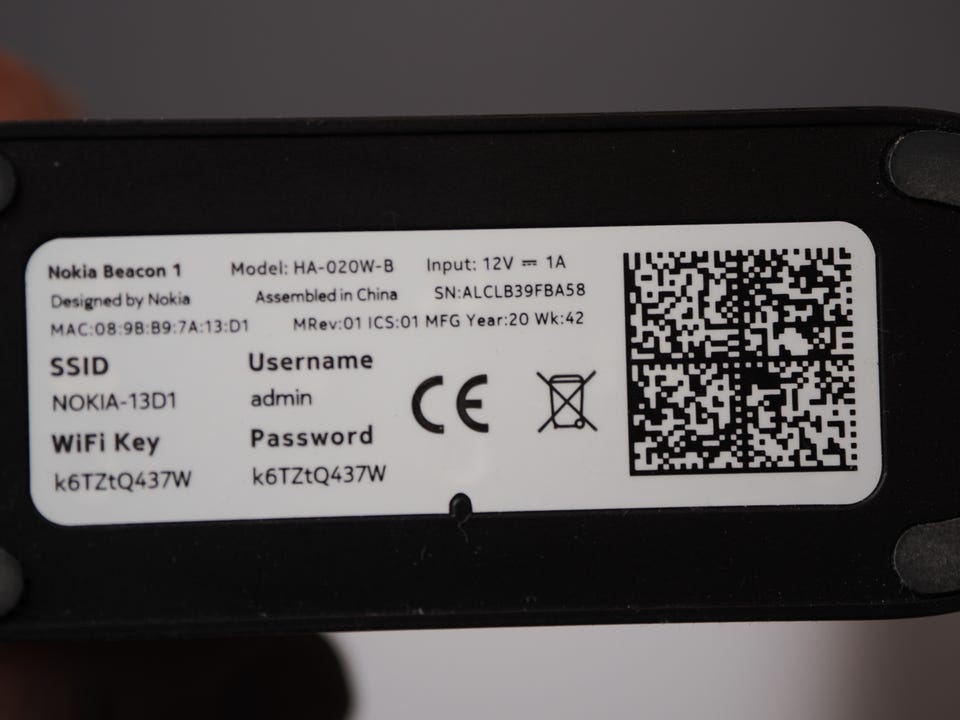 Nokia Beacon 1 Model: HA-020W-B Input: 12V ⎓ 1A
Designed by Nokia Assembled in China SN:ALCLB39FBA58
MAC:08:9B:B9:7A:13:D1 MRev:01 ICS:01 MFG Year:20 Wk:42
SSID Username
NOKIA-13D1 admin
WiFi Key Password
k6TZtQ437W k6TZtQ437W
CE